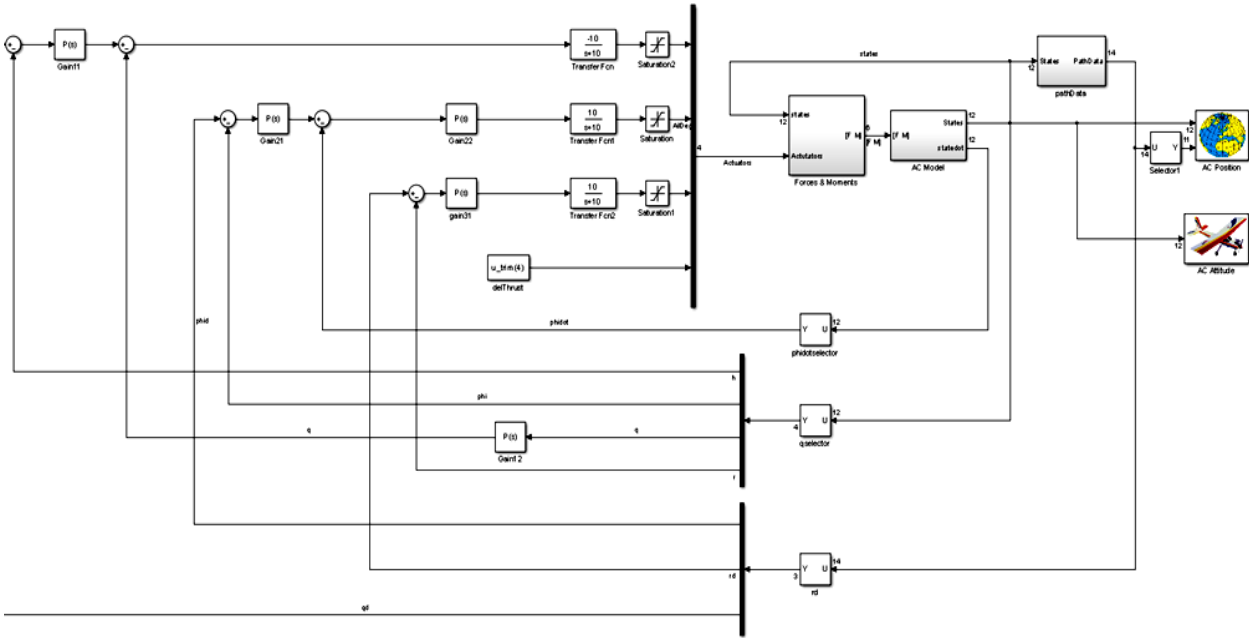 P(s)
Gain11
-10
s+10
Transfer Fcn
Saturation2
P(s)
Gain21
P(s)
Gain22
10
s+10
Transfer Fcn1
Saturation
P(s)
gain31
10
s+10
Transfer Fcn2
Saturation1
u_trim(4)
delThrust
4
Actuators
states
states
12
Actutators
[F M]
6
[F M]
Forces & Moments
[F M]
States
statedot
12
12
AC Model
12
States
PathData
14
pathData
14
U
Y
11
Selector1
12
AC Position
12
AC Attitude
phid
phidot
Y
U
12
phidotselector
h
phi
q
P(s)
Gain12
q
r
4
Y
U
12
qselector
rd
3
Y
U
14
rd
qd